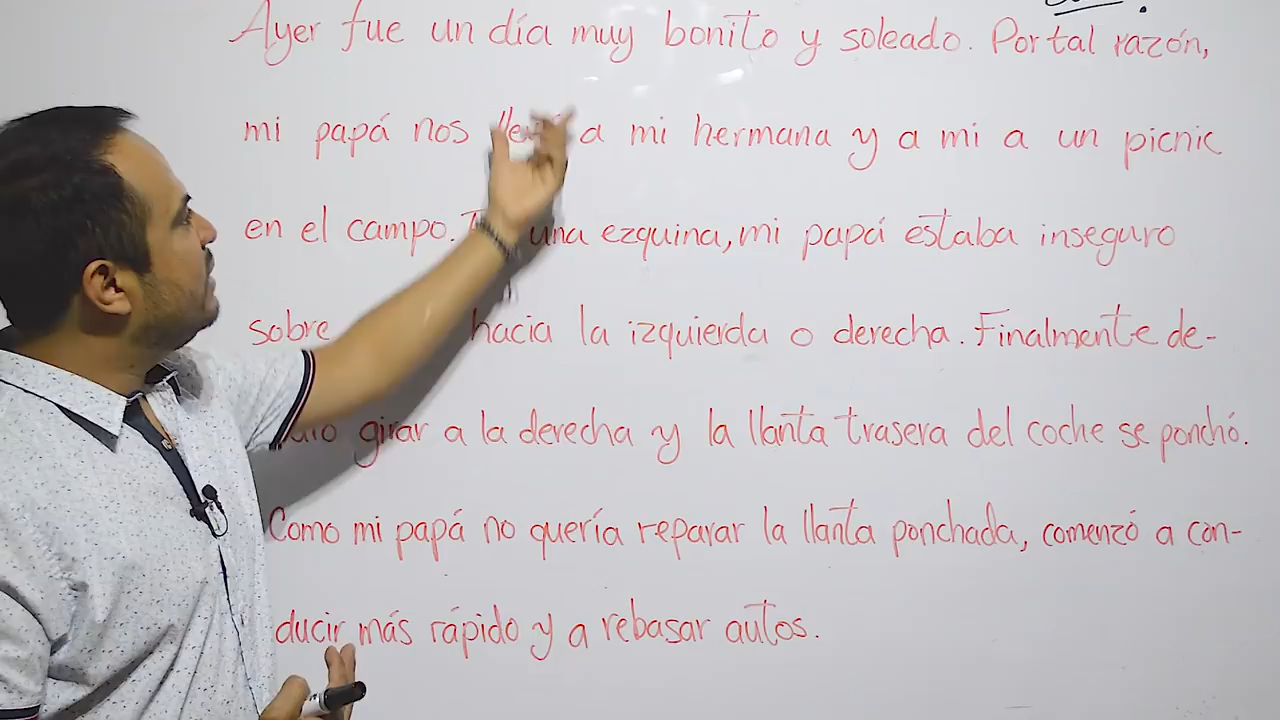 Ayer fue un día muy bonito y soleado. Por tal razón,
mi papá nos a mi hermana y a mi a un picnic
en el campo. una ezquina, mi papá estaba inseguro
sobre hacia la izquierda o derecha. Finalmente de-
girar a la derecha y la llanta trasera del coche se ponchó.
Como mi papá no quería reparar la llanta ponchada, comenzó a con-
ducir más rápido y a rebasar autos.